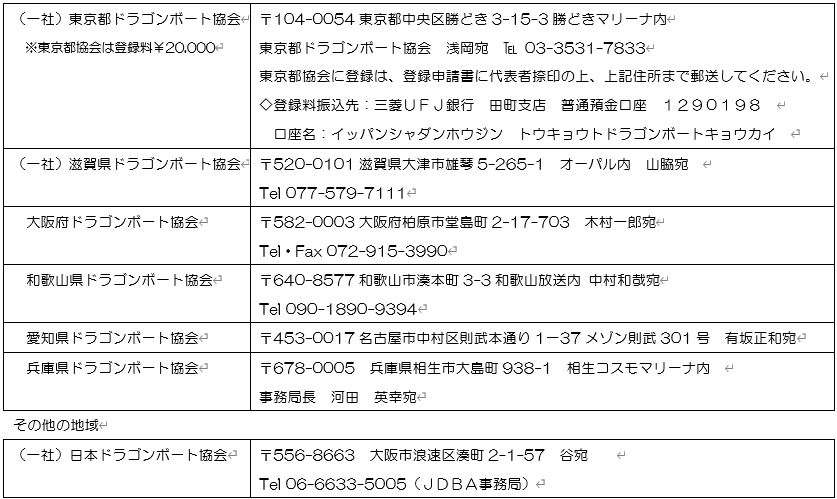 （一社）東京都ドラゴンボート協会
※東京都協会は登録料￥20,000
〒104-0054 東京都中央区勝どき 3-15-3 勝どきマリーナ内
東京都ドラゴンボート協会　浅岡宛　℡ 03-3531-7833
東京都協会に登録は、登録申請書に代表者捺印の上、上記住所まで郵送してください。
◇登録料振込先：三菱ＵＦＪ銀行　田町支店　普通預金口座　１２９０１９８
口座名：イッパンシャダンホウジン　トウキョウトドラゴンボートキョウカイ
（一社）滋賀県ドラゴンボート協会
〒520-0101 滋賀県大津市雄琴 5-265-1　オーパル内　山脇宛
Tel 077-579-7111
大阪府ドラゴンボート協会
〒582-0003 大阪府柏原市堂島町 2-17-703　木村一郎宛
Tel・Fax 072-915-3990
和歌山県ドラゴンボート協会
〒640-8577 和歌山市湊本町 3-3 和歌山放送内 中村和哉宛
Tel 090-1890-9394
愛知県ドラゴンボート協会
〒453-0017 名古屋市中村区則武本通り 1－37 メゾン則武 301 号　有坂正和宛
兵庫県ドラゴンボート協会
〒678-0005　兵庫県相生市大島町 938-1　相生コスモマリーナ内
事務局長　河田　英幸宛
その他の地域
（一社）日本ドラゴンボート協会
〒556-8663　大阪市浪速区湊町 2-1-57　谷宛
Tel 06-6633-5005（ＪＤＢＡ事務局）